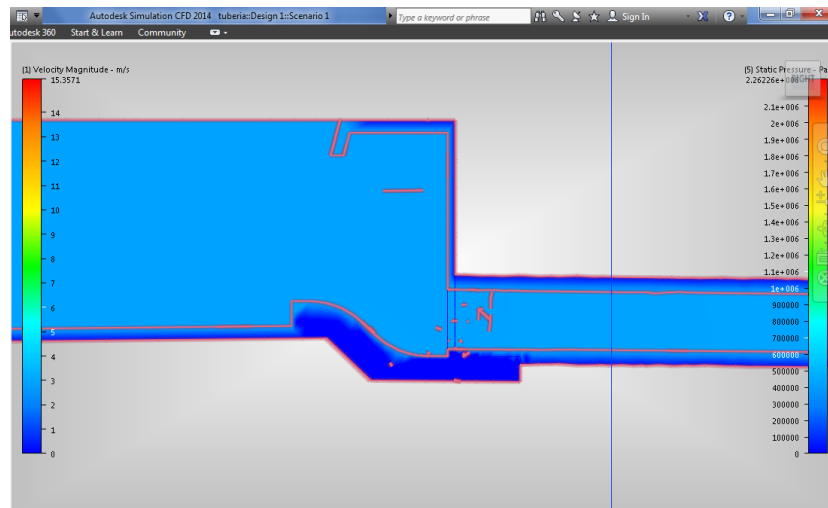 Autodesk Simulation CFD 2014 tuberia::Design 1::Scenario 1
Type a keyword or phrase
Sign In
utodesk 360 Start & Learn Community
(1) Velocity Magnitude - m/s
15.3571
14
13
12
11
10
9
8
7
6
5
4
3
2
1
0
(5) Static Pressure - Pa
2.26226e+006
RIGHT
2.1e+006
2e+006
1.9e+006
1.8e+006
1.7e+006
1.6e+006
1.5e+006
1.4e+006
1.3e+006
1.2e+006
1.1e+006
1e+006
900000
800000
700000
600000
500000
400000
300000
200000
100000
0